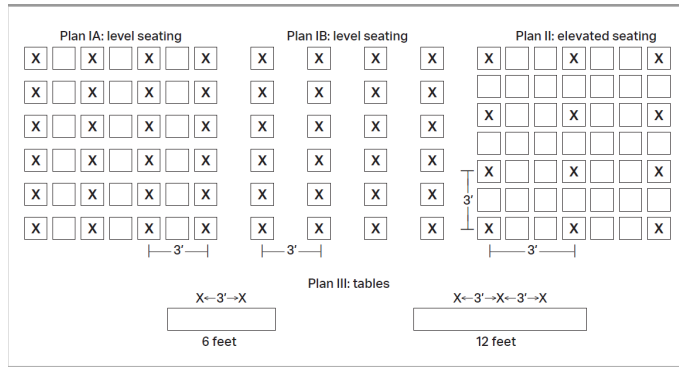 Plan IA: level seating Plan IB: level seating Plan II: elevated seating
X X X X X X X X X X X
X X X X X X X X
X X X X X X X X X X X
X X X X X X X X X X X
X X X X X X X X
3'
X X X X X X X X X X X
3' 3' 3'
Plan III: tables
X←3'→X X←3'→X←3'→X
6 feet 12 feet